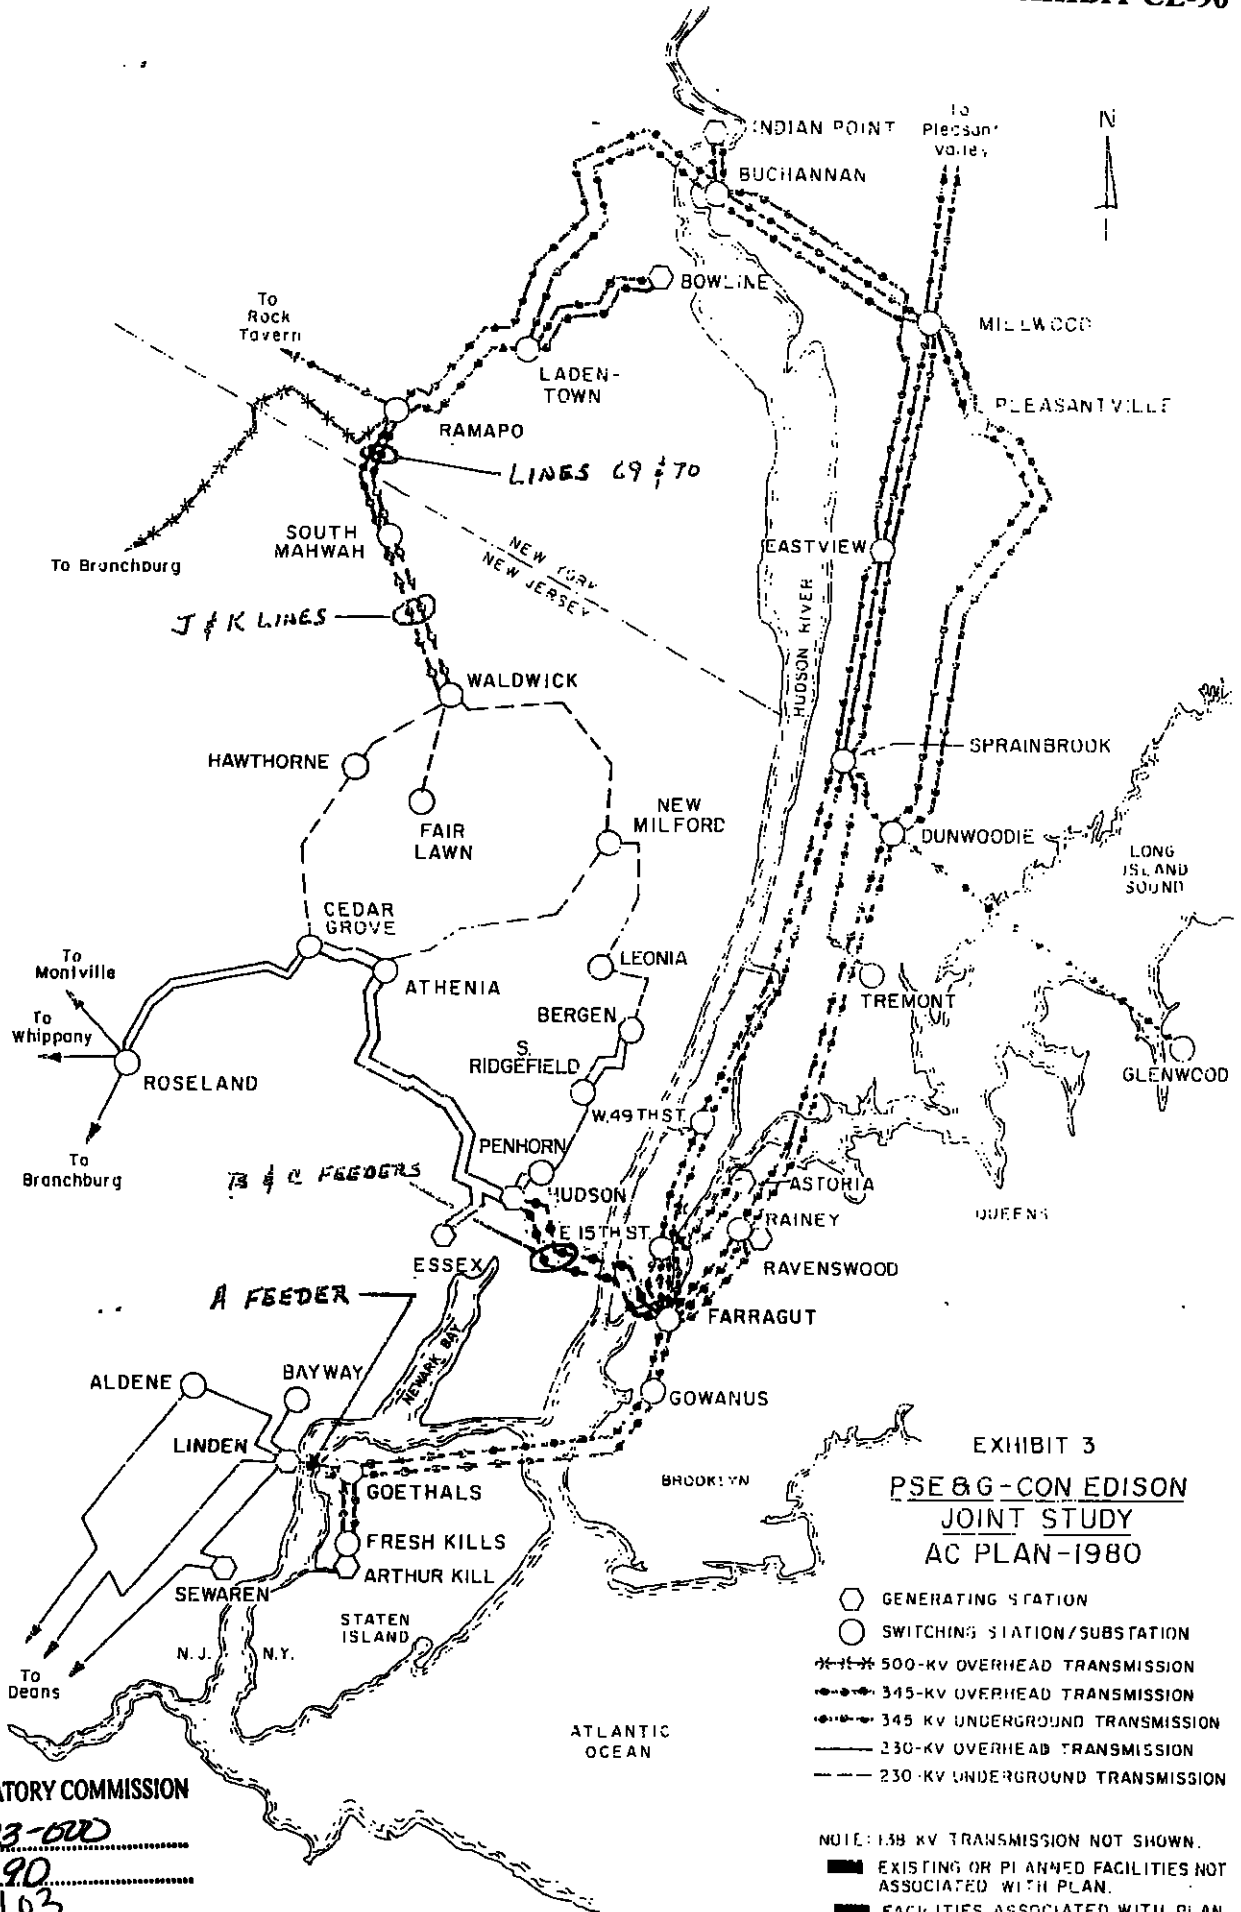 To
Pleasant
Valley
N
INDIAN POINT
BUCHANNAN
BOWLINE
MILLWOOD
To
Rock
Tavern
LADEN-
TOWN
RAMAPO
PLEASANTVILLE
LINES 69 & 70
SOUTH
MAHWAH
To Branchburg
NEW YORK
NEW JERSEY
EASTVIEW
HUDSON RIVER
J & K LINES
WALDWICK
HAWTHORNE
SPRAINBROOK
FAIR
LAWN
NEW
MILFORD
DUNWOODIE
LONG
ISLAND
SOUND
CEDAR
GROVE
To
Montville
ATHENIA
LEONIA
TREMONT
To
Whippany
BERGEN
S.
RIDGEFIELD
ROSELAND
GLENWOOD
W. 49TH ST.
To
Branchburg
PENHORN
B & C FEEDERS
HUDSON
ASTORIA
QUEENS
E 15TH ST.
RAINEY
ESSEX
RAVENSWOOD
A FEEDER
FARRAGUT
NEWARK BAY
ALDENE
BAYWAY
GOWANUS
LINDEN
GOETHALS
BROOKLYN
FRESH KILLS
ARTHUR KILL
SEWAREN
STATEN
ISLAND
N.J.
N.Y.
To
Deans
ATLANTIC
OCEAN
EXHIBIT 3
PSE&G-CON EDISON
JOINT STUDY
AC PLAN-1980
GENERATING STATION
SWITCHING STATION/SUBSTATION
500-KV OVERHEAD TRANSMISSION
345-KV OVERHEAD TRANSMISSION
345 KV UNDERGROUND TRANSMISSION
230-KV OVERHEAD TRANSMISSION
230-KV UNDERGROUND TRANSMISSION
NOTE: 138 KV TRANSMISSION NOT SHOWN.
EXISTING OR PLANNED FACILITIES NOT
ASSOCIATED WITH PLAN.
FACILITIES ASSOCIATED WITH PLAN
COMMISSION